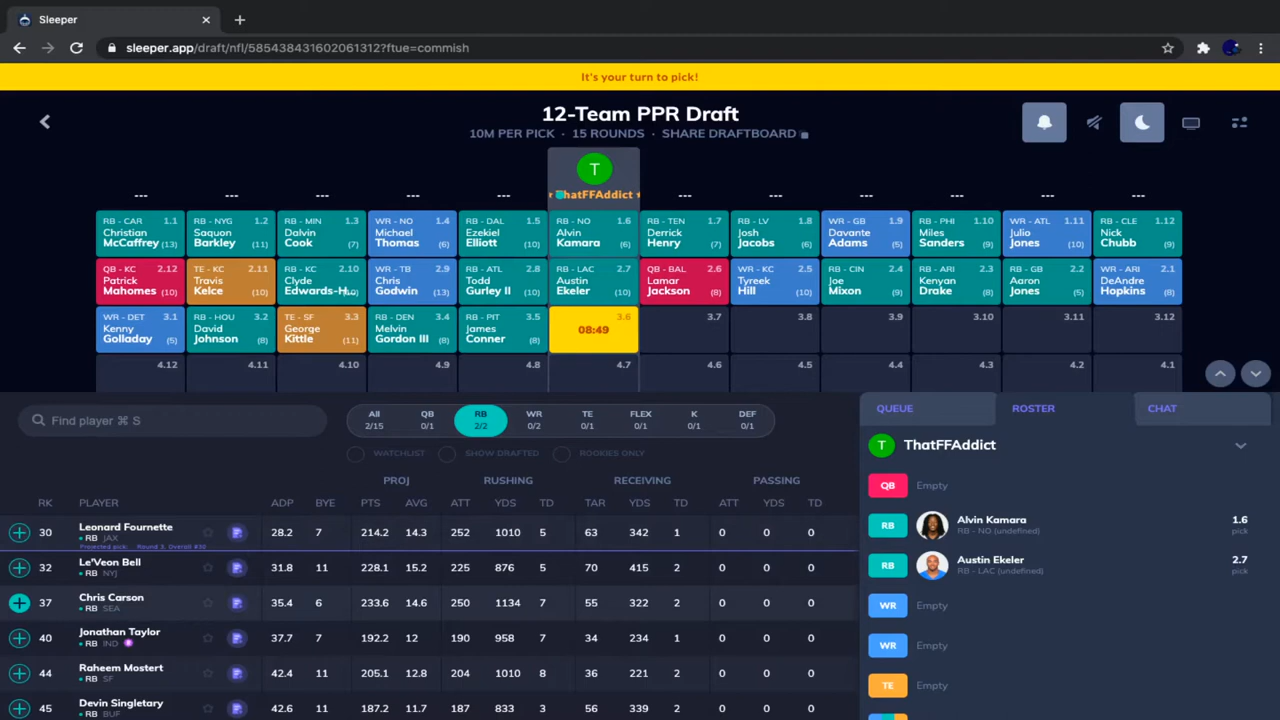 Sleeper
sleeper.app/draft/nfl/585438431602061312?ftue=commish
It's your turn to pick!
12-Team PPR Draft
10M PER PICK · 15 ROUNDS · SHARE DRAFTBOARD
T
--- --- --- --- --- ThatFFAddict --- --- --- --- --- ---
RB - CAR 1.1 RB - NYG 1.2 RB - MIN 1.3 WR - NO 1.4 RB - DAL 1.5 RB - NO 1.6 RB - TEN 1.7 RB - LV 1.8 WR - GB 1.9 RB - PHI 1.10 WR - ATL 1.11 RB - CLE 1.12
Christian Saquon Dalvin Michael Ezekiel Alvin Derrick Josh Davante Miles Julio Nick
McCaffrey (13) Barkley (11) Cook (7) Thomas (6) Elliott (10) Kamara (6) Henry (7) Jacobs (6) Adams (5) Sanders (9) Jones (10) Chubb (9)
QB - KC 2.12 TE - KC 2.11 RB - KC 2.10 WR - TB 2.9 RB - ATL 2.8 RB - LAC 2.7 QB - BAL 2.6 WR - KC 2.5 RB - CIN 2.4 RB - ARI 2.3 RB - GB 2.2 WR - ARI 2.1
Patrick Travis Clyde Chris Todd Austin Lamar Tyreek Joe Kenyan Aaron DeAndre
Mahomes (10) Kelce (10) Edwards-H... (10) Godwin (13) Gurley II (10) Ekeler (10) Jackson (8) Hill (10) Mixon (9) Drake (8) Jones (5) Hopkins (8)
WR - DET 3.1 RB - HOU 3.2 TE - SF 3.3 RB - DEN 3.4 RB - PIT 3.5 3.6 3.7 3.8 3.9 3.10 3.11 3.12
Kenny David George Melvin James 08:49
Golladay (5) Johnson (8) Kittle (11) Gordon III (8) Conner (8)
4.12 4.11 4.10 4.9 4.8 4.7 4.6 4.5 4.4 4.3 4.2 4.1
Find player ⌘ S
All QB RB WR TE FLEX K DEF
2/15 0/1 2/2 0/2 0/1 0/1 0/1 0/1
WATCHLIST SHOW DRAFTED ROOKIES ONLY
PROJ RUSHING RECEIVING PASSING
RK PLAYER ADP BYE PTS AVG ATT YDS TD TAR YDS TD ATT YDS TD
30 Leonard Fournette 28.2 7 214.2 14.3 252 1010 5 63 342 1 0 0 0
RB JAX
Projected pick: Round 3, Overall #30
32 Le'Veon Bell 31.8 11 228.1 15.2 225 876 5 70 415 2 0 0 0
RB NYJ
37 Chris Carson 35.4 6 233.6 14.6 250 1134 7 55 322 2 0 0 0
RB SEA
40 Jonathan Taylor 37.7 7 192.2 12 190 958 7 34 234 1 0 0 0
RB IND
44 Raheem Mostert 42.4 11 205.1 12.8 204 1030 8 36 285 2 0 0 0
RB SF
45 Devin Singletary 42.6 11 187.2 11.7 187 833 3 56 339 2 0 0 0
RB BUF
QUEUE ROSTER CHAT
T ThatFFAddict
QB Empty
RB Alvin Kamara 1.6
RB - NO (undefined) pick
RB Austin Ekeler 2.7
RB - LAC (undefined) pick
WR Empty
WR Empty
TE Empty